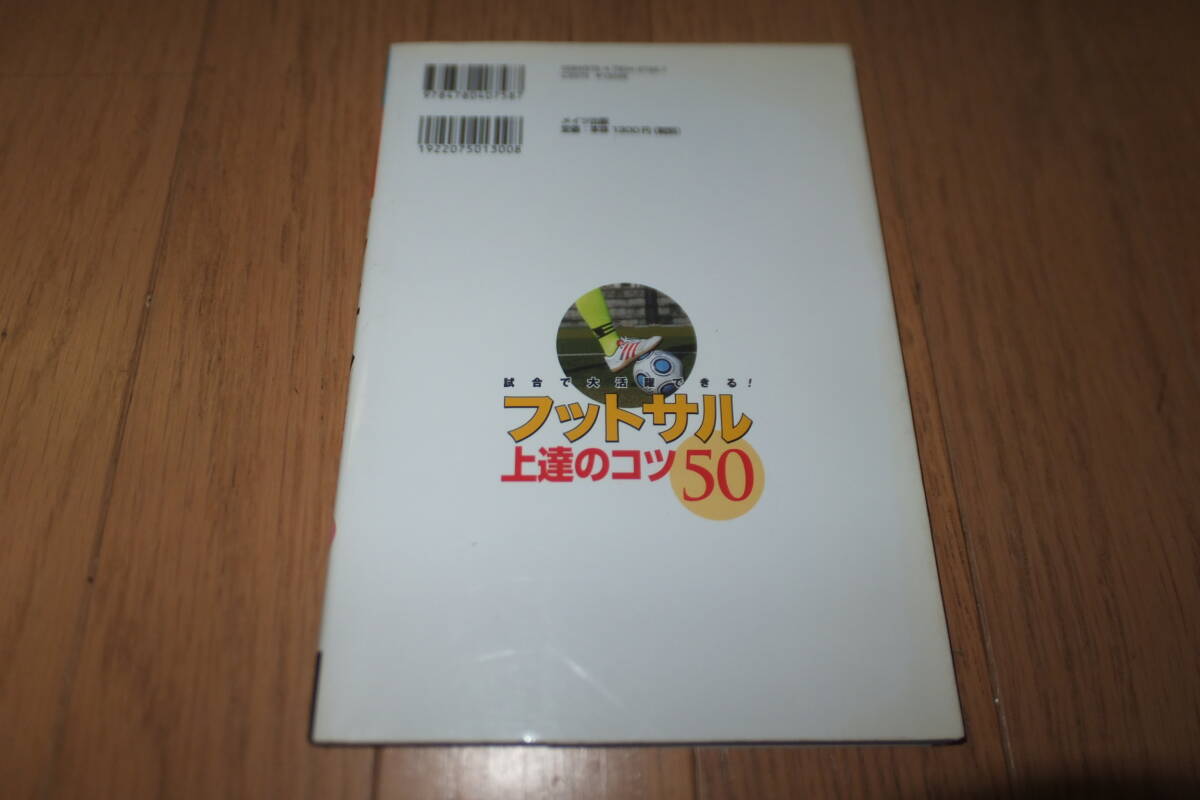 9784780407587
1922075013008
メイツ出版
定価:本体1300円(税別)
試合で大活躍できる!
フットサル
上達のコツ50